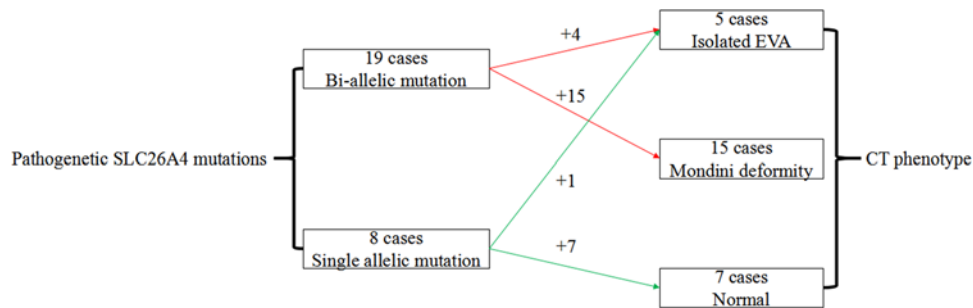 Pathogenetic SLC26A4 mutations
19 cases
Bi-allelic mutation
8 cases
Single allelic mutation
+4
+15
+1
+7
5 cases
Isolated EVA
15 cases
Mondini deformity
7 cases
Normal
CT phenotype